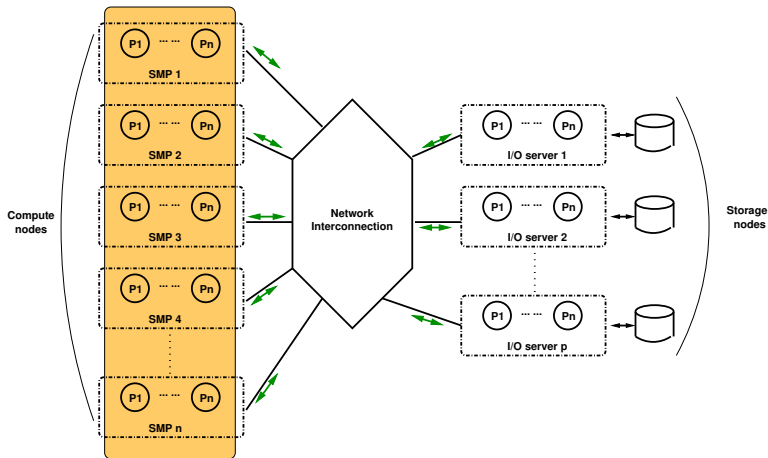 P1 ... ... Pn
SMP 1
P1 ... ... Pn
SMP 2
P1 ... ... Pn
SMP 3
P1 ... ... Pn
SMP 4
P1 ... ... Pn
SMP n
Compute
nodes
Network
Interconnection
P1 ... ... Pn
I/O server 1
P1 ... ... Pn
I/O server 2
P1 ... ... Pn
I/O server p
Storage
nodes